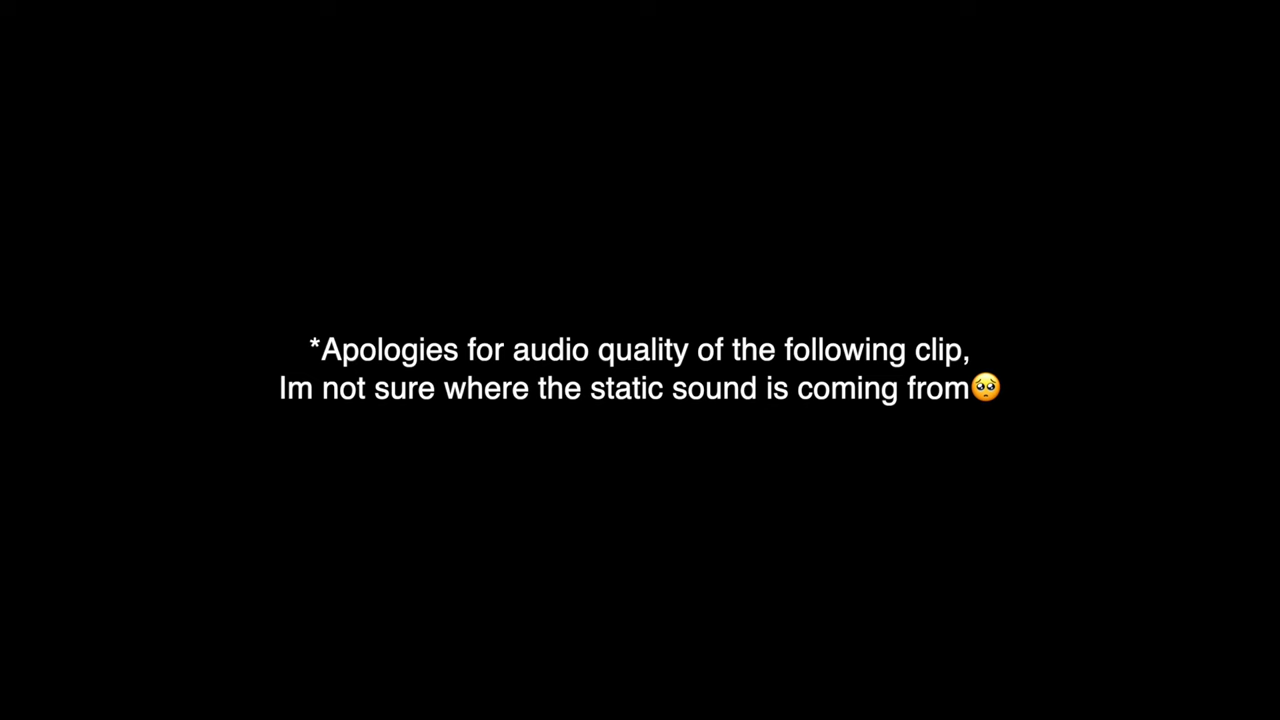 *Apologies for audio quality of the following clip,
Im not sure where the static sound is coming from🥺